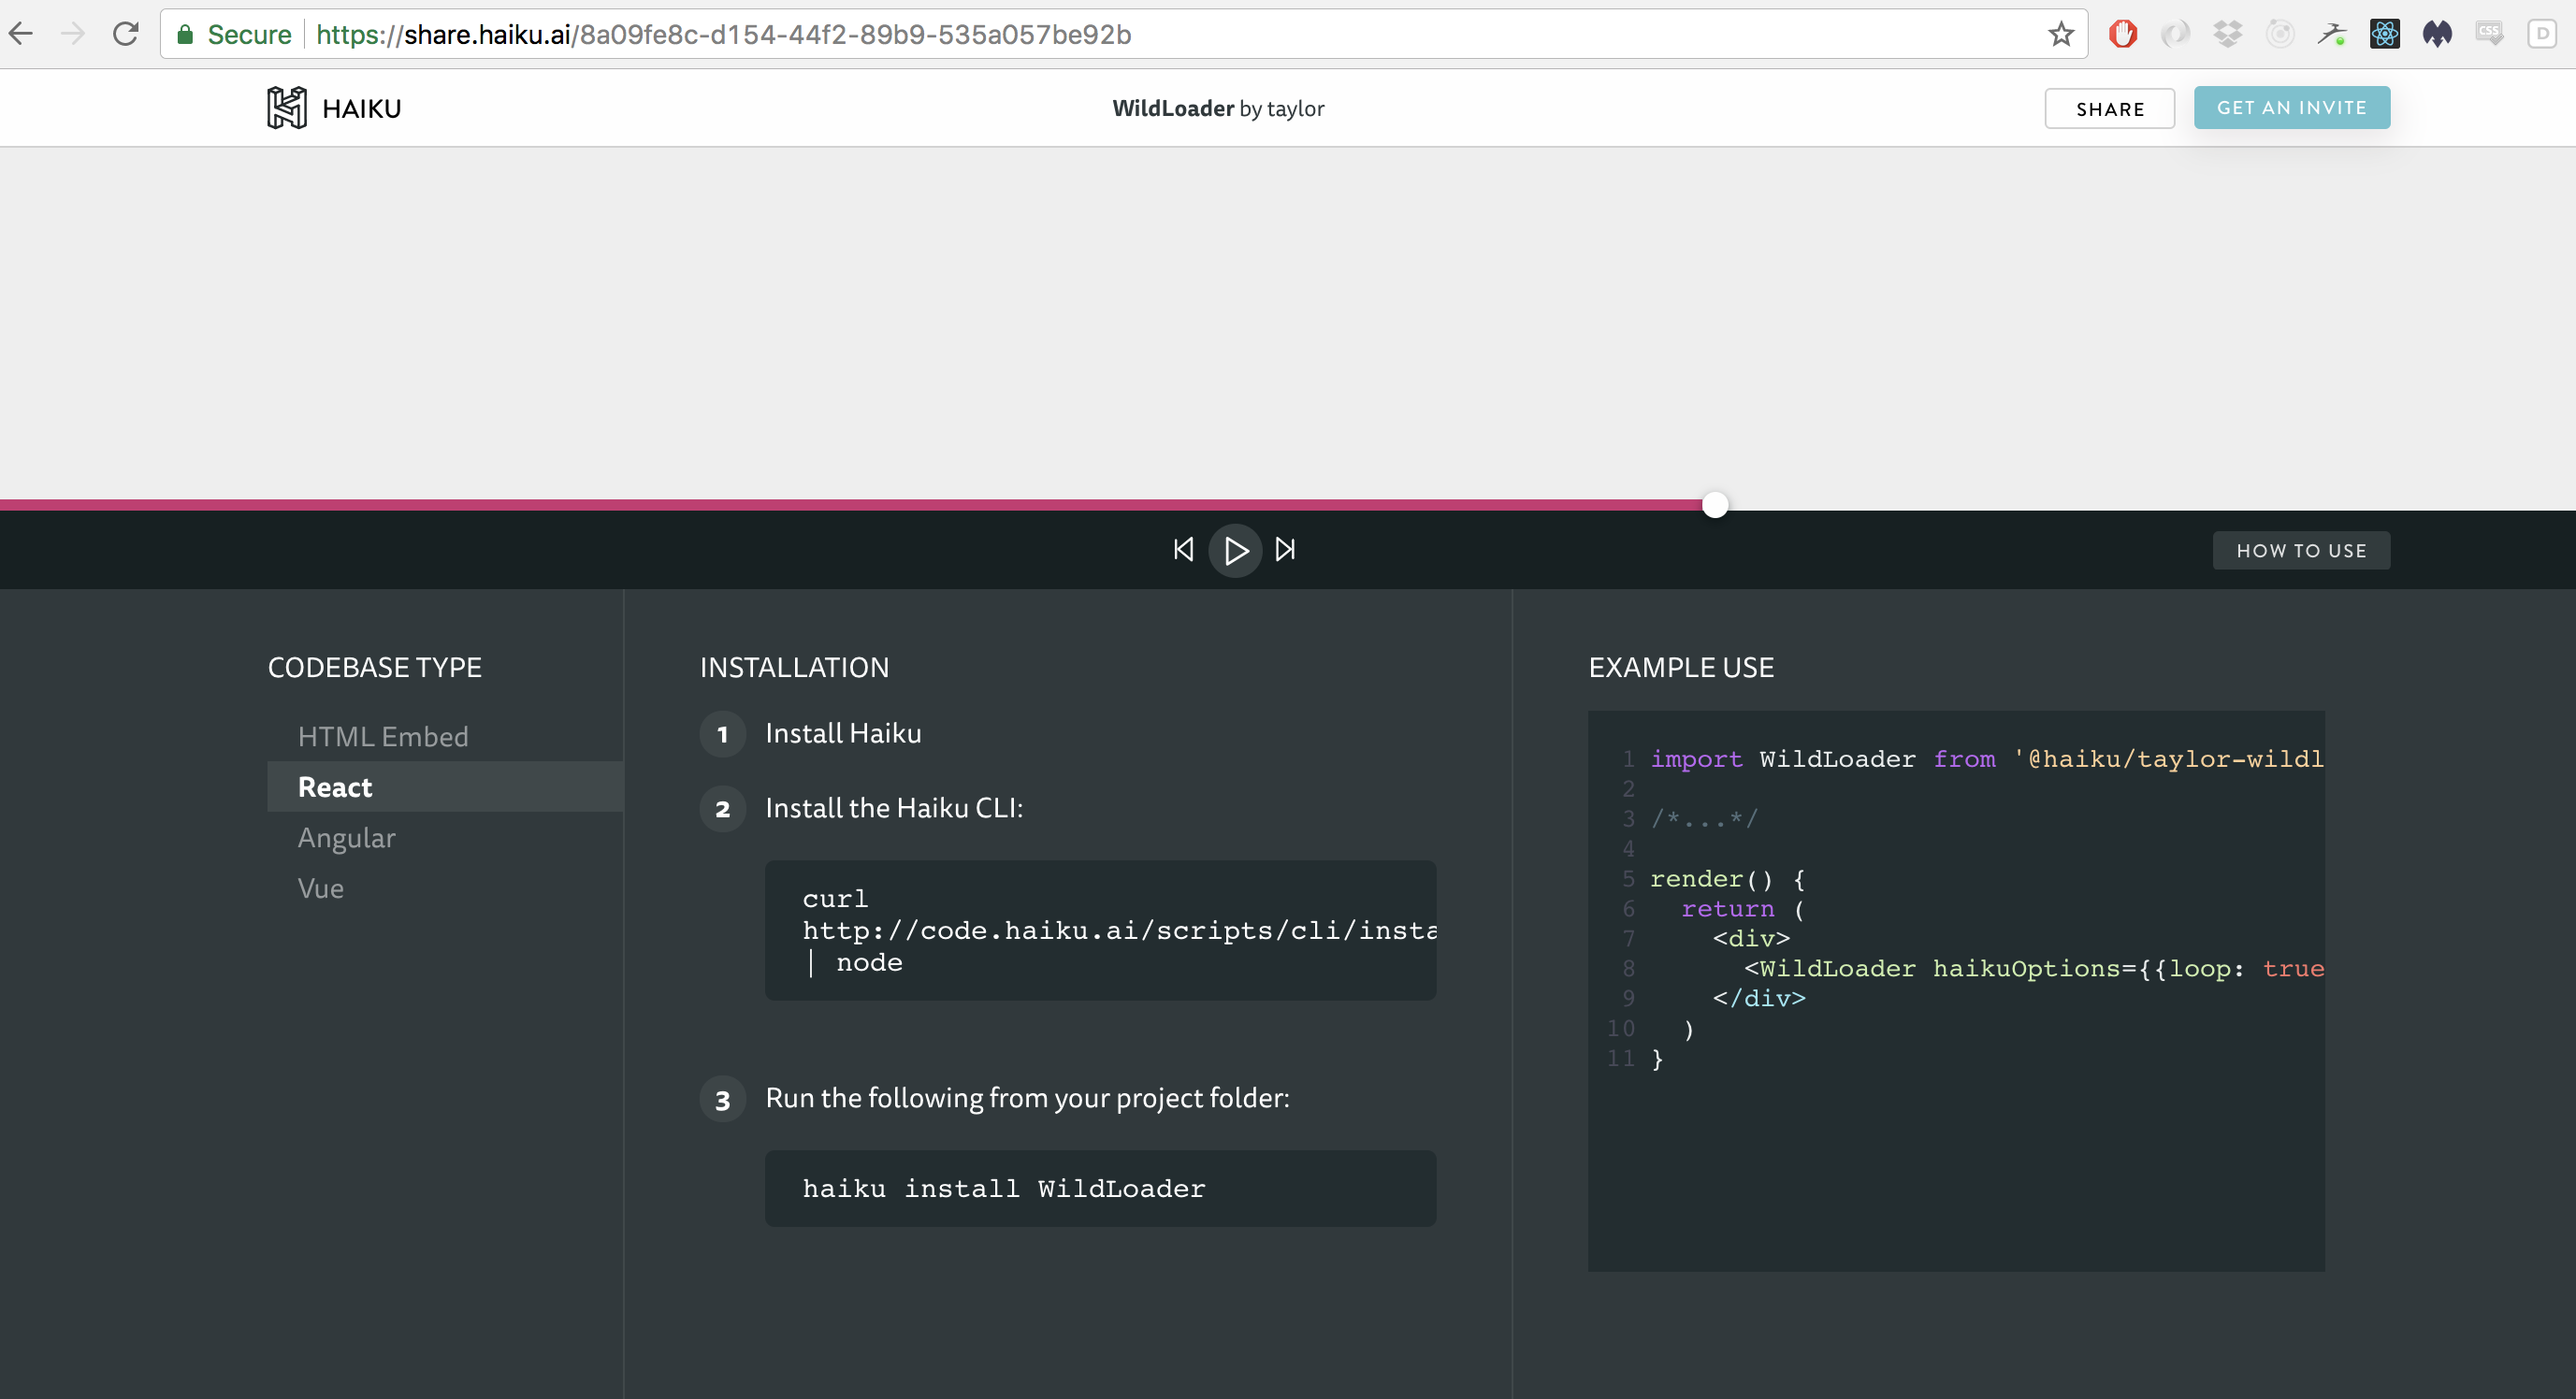 Secure https://share.haiku.ai/8a09fe8c-d154-44f2-89b9-535a057be92b
CSS
D
HAIKU
WildLoader by taylor
SHARE
GET AN INVITE
HOW TO USE
CODEBASE TYPE
HTML Embed
React
Angular
Vue
INSTALLATION
1 Install Haiku
2 Install the Haiku CLI:
curl
http://code.haiku.ai/scripts/cli/insta
| node
3 Run the following from your project folder:
haiku install WildLoader
EXAMPLE USE
1 import WildLoader from '@haiku/taylor-wildl
2
3 /*...*/
4
5 render() {
6 return (
7 <div>
8 <WildLoader haikuOptions={{loop: true
9 </div>
10 )
11 }